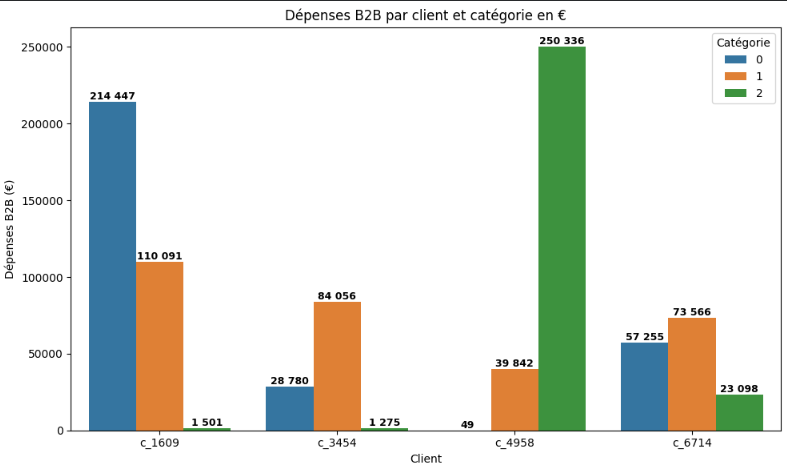 Dépenses B2B par client et catégorie en €
Dépenses B2B (€)
250000
200000
150000
100000
50000
0
214 447
110 091
1 501
28 780
84 056
1 275
49
39 842
250 336
57 255
73 566
23 098
Catégorie
0
1
2
c_1609
c_3454
c_4958
c_6714
Client